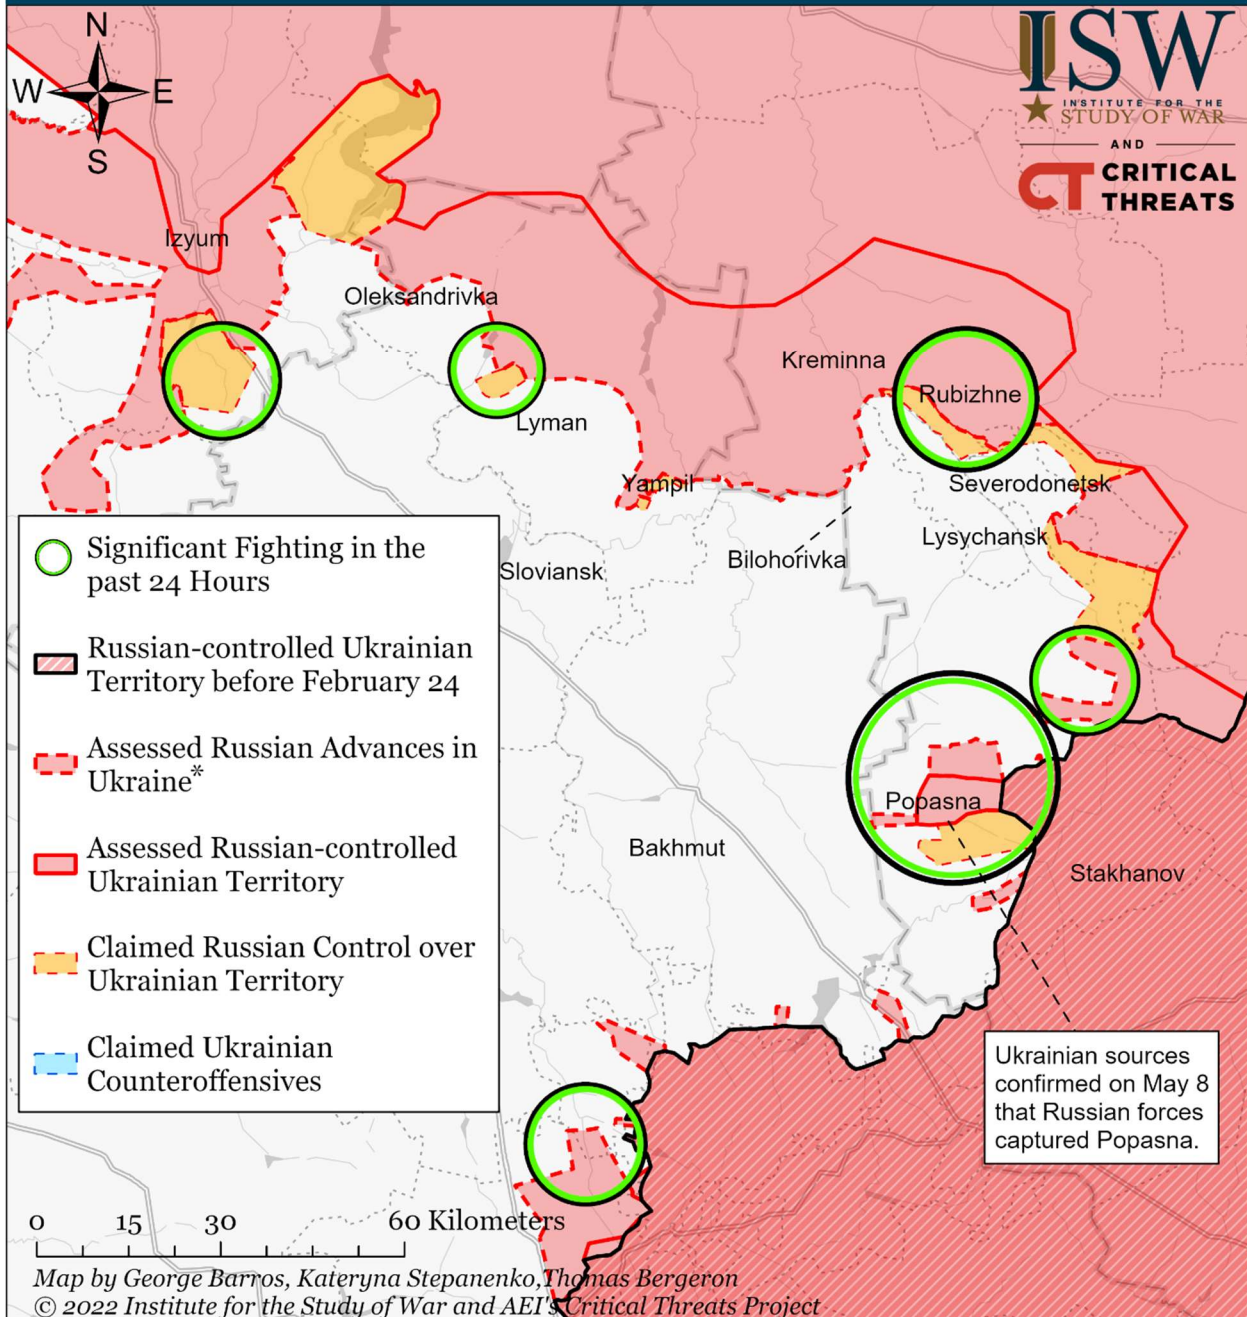 N
W
E
S
ISW
INSTITUTE FOR THE
STUDY OF WAR
AND
CT
CRITICAL
THREATS
Izyum
Oleksandrivka
Kreminna
Rubizhne
Lyman
Yampil
Severodonetsk
Lysychansk
Bilohorivka
Sloviansk
Popasna
Bakhmut
Stakhanov
Significant Fighting in the
past 24 Hours
Russian-controlled Ukrainian
Territory before February 24
Assessed Russian Advances in
Ukraine*
Assessed Russian-controlled
Ukrainian Territory
Claimed Russian Control over
Ukrainian Territory
Claimed Ukrainian
Counteroffensives
Ukrainian sources
confirmed on May 8
that Russian forces
captured Popasna.
0 15 30 60 Kilometers
Map by George Barros, Kateryna Stepanenko,Thomas Bergeron
© 2022 Institute for the Study of War and AEI's Critical Threats Project